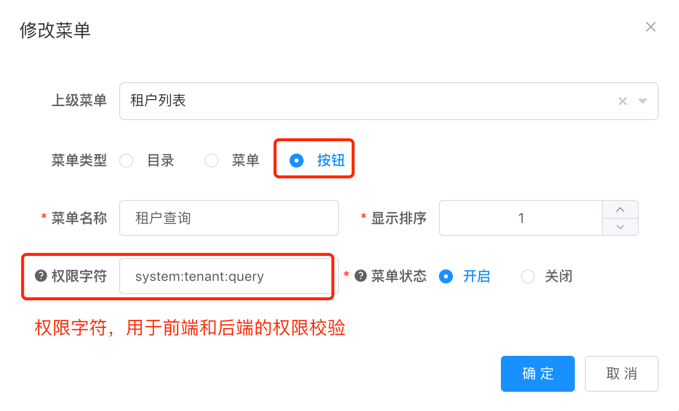 修改菜单
上级菜单 租户列表
菜单类型 目录 菜单 按钮
* 菜单名称 租户查询 * 显示排序 1
权限字符 system:tenant:query * 菜单状态 开启 关闭
权限字符，用于前端和后端的权限校验
确定 取消